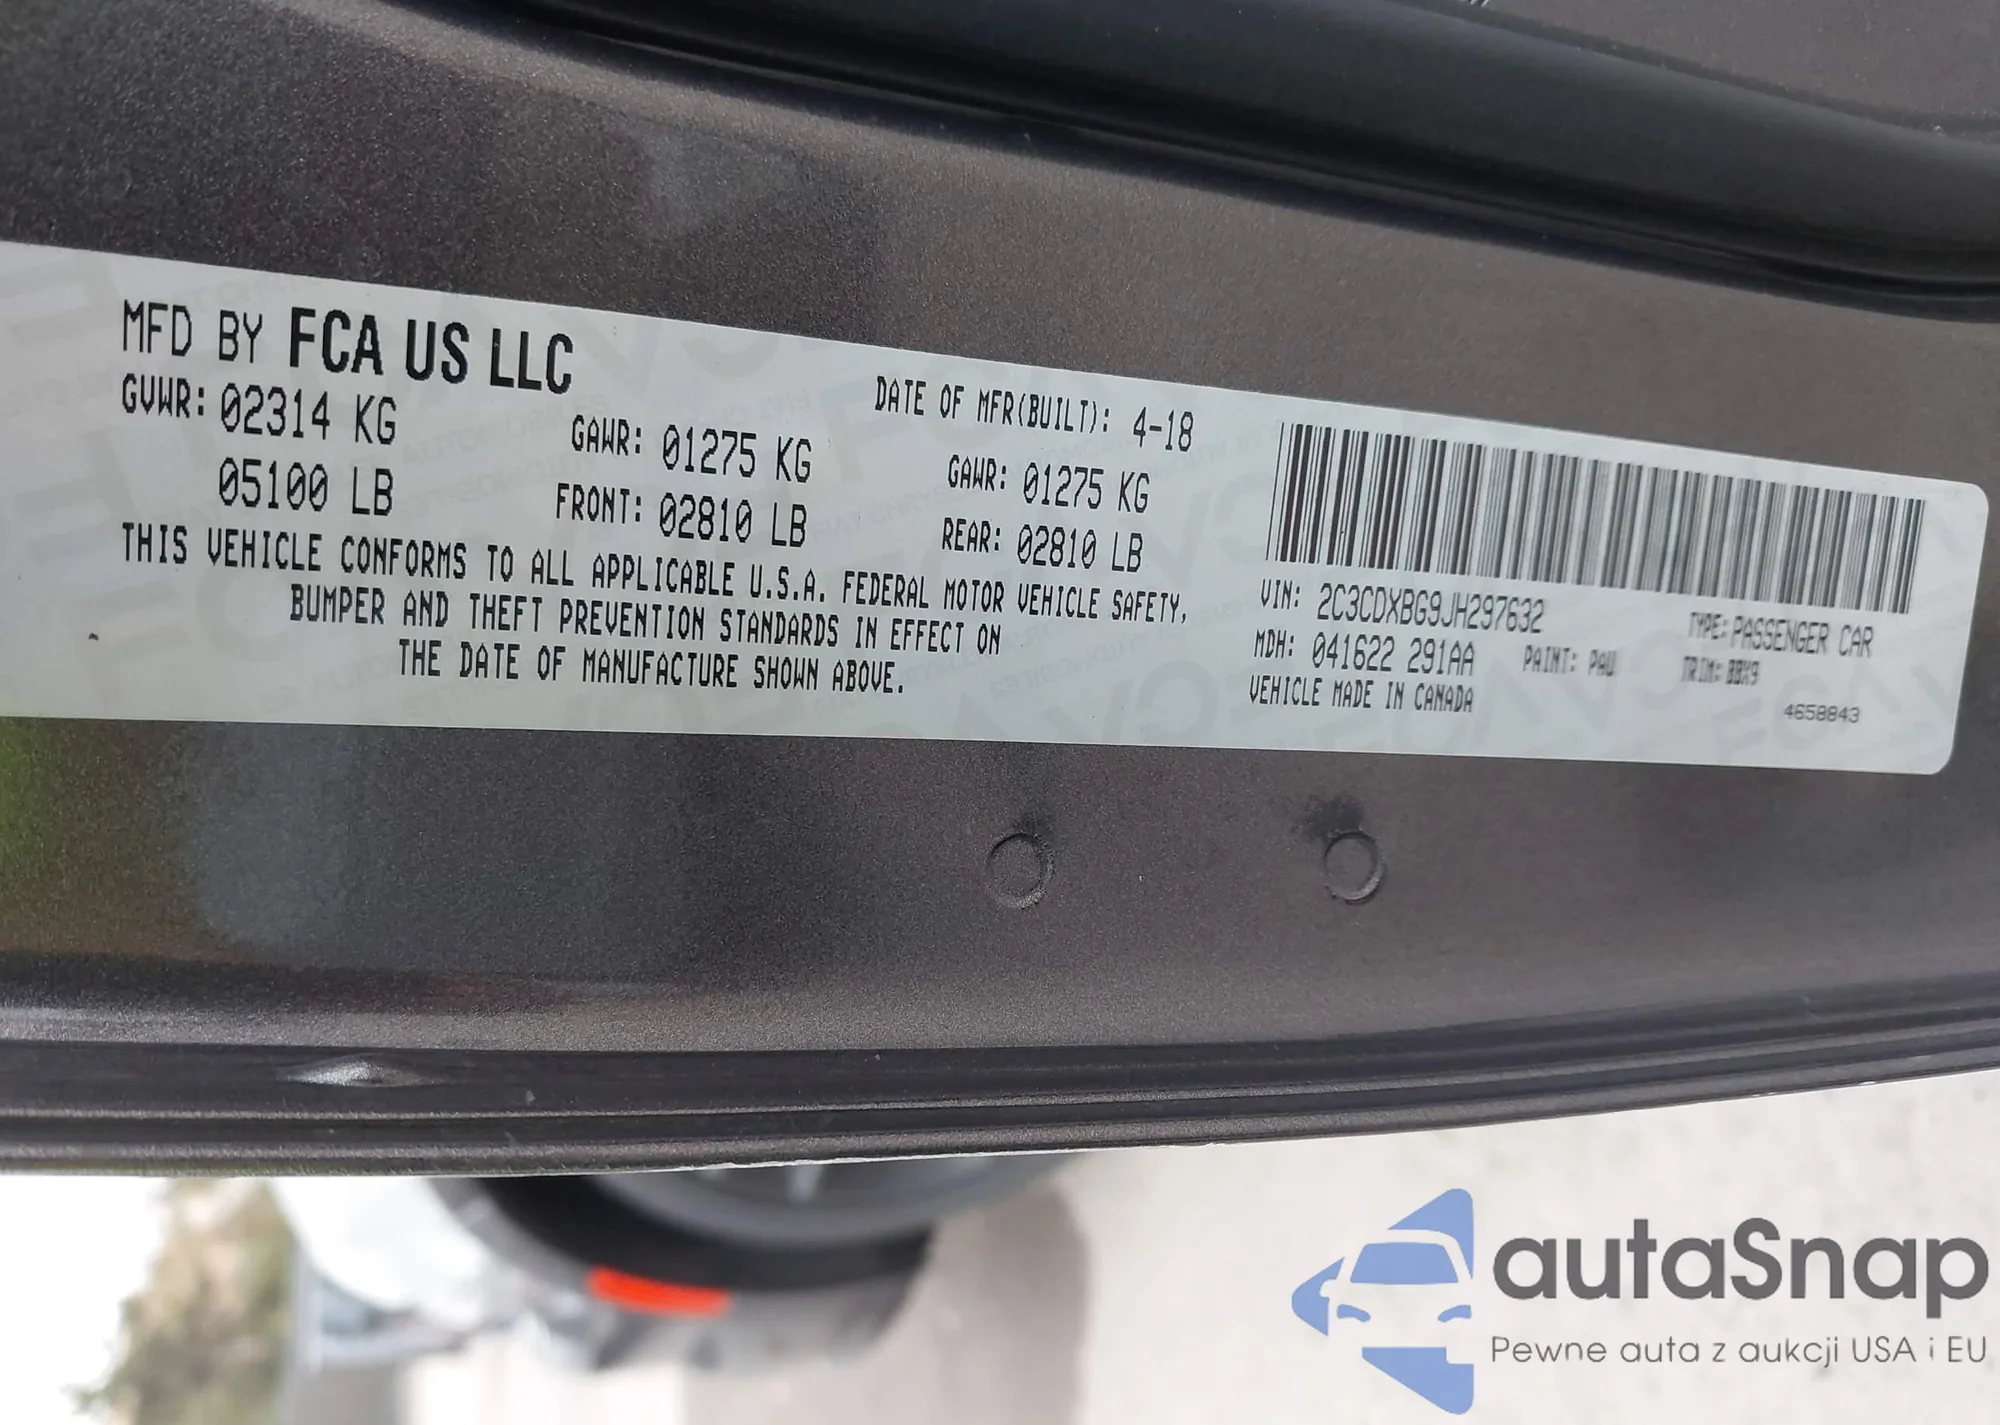 MFD BY FCA US LLC
DATE OF MFR(BUILT): 4-18
GVWR: 02314 KG GAWR: 01275 KG GAWR: 01275 KG
05100 LB FRONT: 02810 LB REAR: 02810 LB
THIS VEHICLE CONFORMS TO ALL APPLICABLE U.S.A. FEDERAL MOTOR VEHICLE SAFETY,
BUMPER AND THEFT PREVENTION STANDARDS IN EFFECT ON
THE DATE OF MANUFACTURE SHOWN ABOVE.
VIN: 2C3CDXBG9JH297632 TYPE: PASSENGER CAR
MDH: 041622 291AA PAINT: PAU TRIM: BBX9
VEHICLE MADE IN CANADA 4658843
autaSnap
Pewne auta z aukcji USA i EU